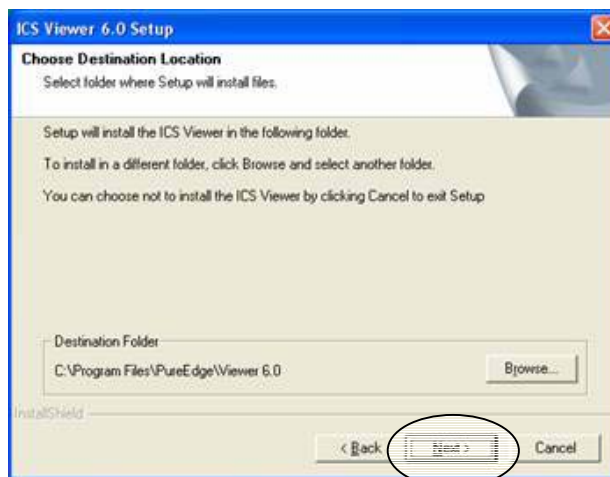 ICS Viewer 6.0 Setup
Choose Destination Location
Select folder where Setup will install files.
Setup will install the ICS Viewer in the following folder.
To install in a different folder, click Browse and select another folder.
You can choose not to install the ICS Viewer by clicking Cancel to exit Setup
Destination Folder
C:\Program Files\PureEdge\Viewer 6.0
Browse...
InstallShield
< Back
Next >
Cancel